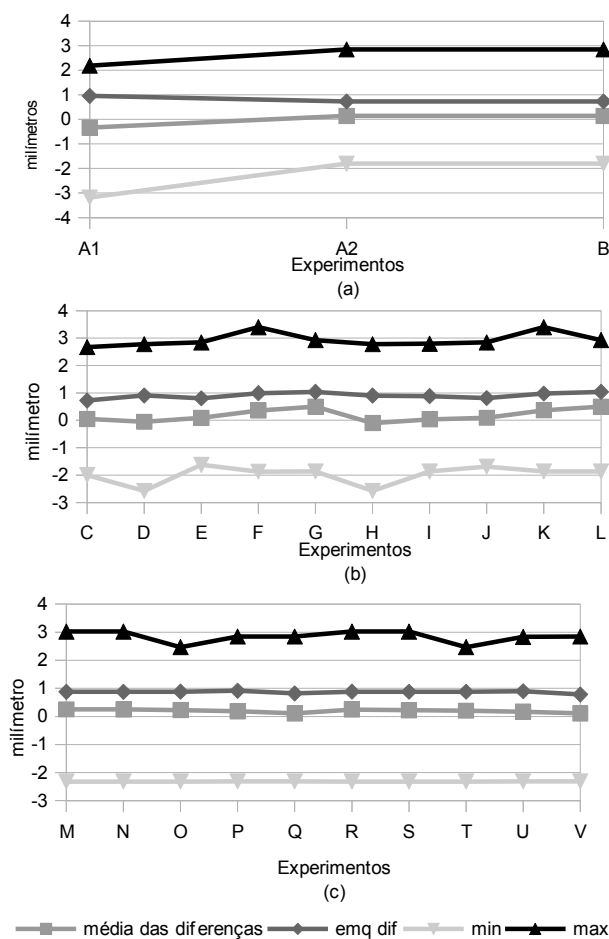 4
3
2
1
0
-1
-2
-3
-4
milímetros
A1 A2 B
Experimentos
(a)
4
3
2
1
0
-1
-2
-3
milímetro
C D E F G H I J K L
Experimentos
(b)
4
3
2
1
0
-1
-2
-3
milímetro
M N O P Q R S T U V
Experimentos
(c)
média das diferenças emq dif min max